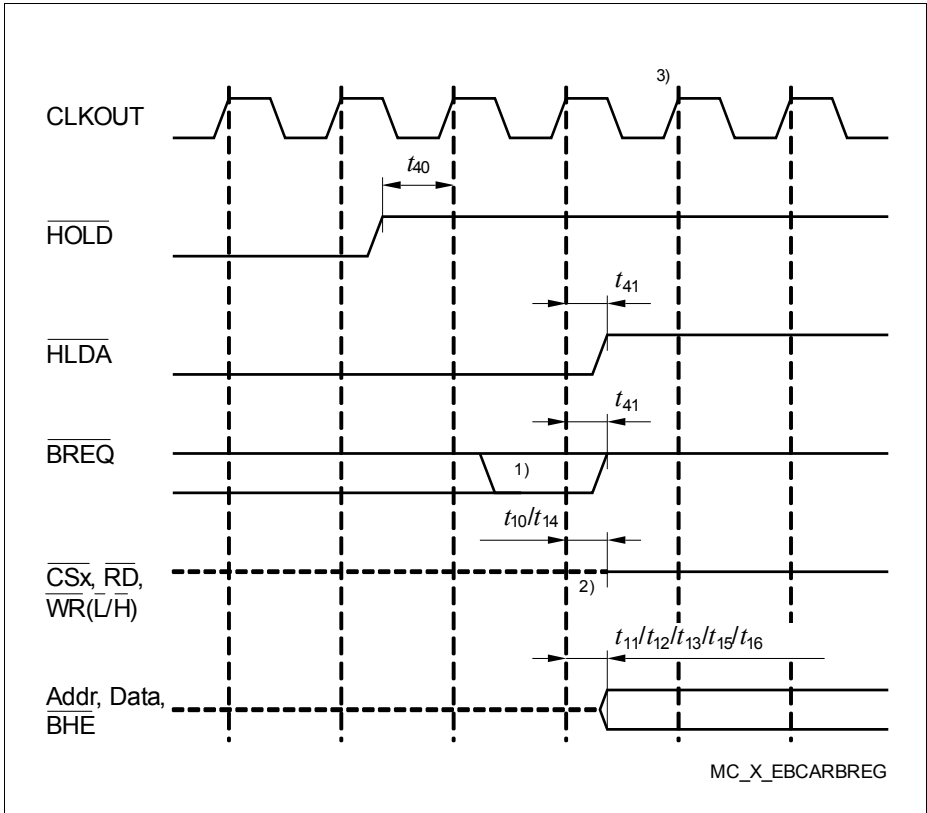 3)
CLKOUT
t40
HOLD
t41
HLDA
t41
BREQ
1)
t10/t14
CSx, RD,
WR(L/H)
2)
t11/t12/t13/t15/t16
Addr, Data,
BHE
MC_X_EBCARBREG